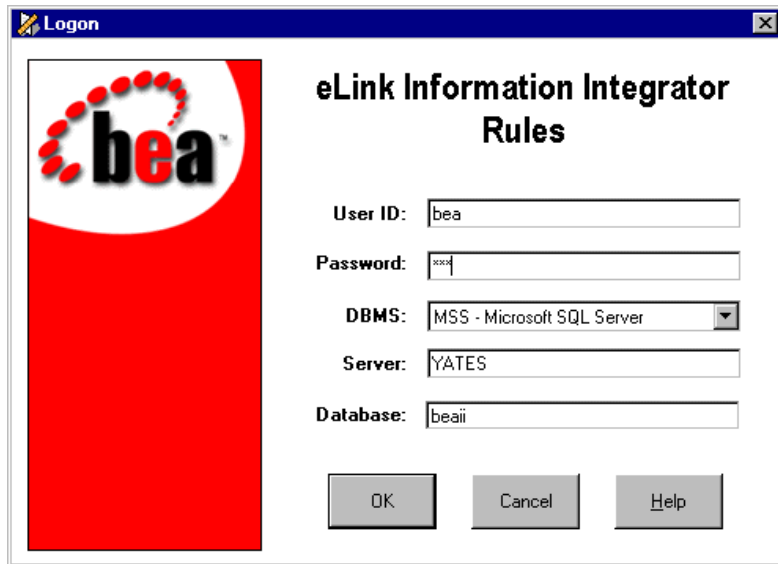 Logon
bea™
eLink Information Integrator
Rules
User ID: bea
Password: ***
DBMS: MSS - Microsoft SQL Server
Server: YATES
Database: beaii
OK Cancel Help